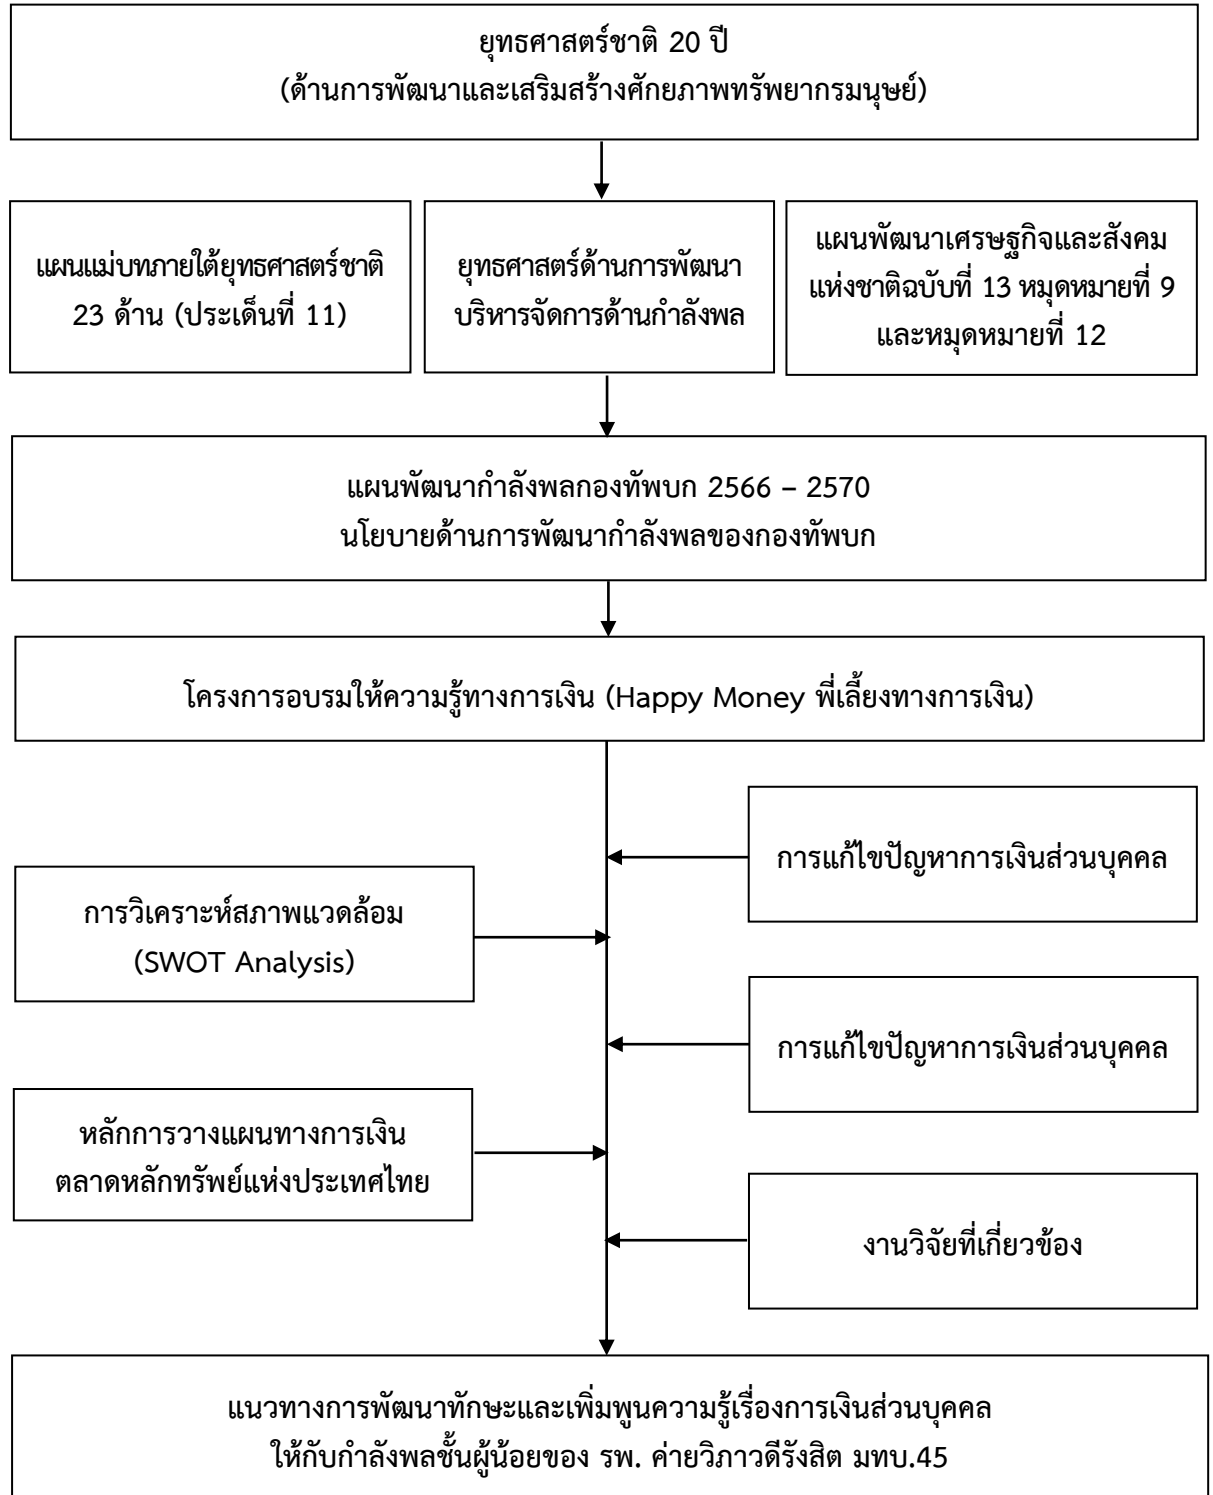 ยุทธศาสตร์ชาติ 20 ปี
(ด้านการพัฒนาและเสริมสร้างศักยภาพทรัพยากรมนุษย์)
แผนแม่บทภายใต้ยุทธศาสตร์ชาติ
23 ด้าน (ประเด็นที่ 11)
ยุทธศาสตร์ด้านการพัฒนา
บริหารจัดการด้านกำลังพล
แผนพัฒนาเศรษฐกิจและสังคม
แห่งชาติฉบับที่ 13 หมุดหมายที่ 9
และหมุดหมายที่ 12
แผนพัฒนากำลังพลกองทัพบก 2566 – 2570
นโยบายด้านการพัฒนากำลังพลของกองทัพบก
โครงการอบรมให้ความรู้ทางการเงิน (Happy Money พี่เลี้ยงทางการเงิน)
การแก้ไขปัญหาการเงินส่วนบุคคล
การวิเคราะห์สภาพแวดล้อม
(SWOT Analysis)
การแก้ไขปัญหาการเงินส่วนบุคคล
หลักการวางแผนทางการเงิน
ตลาดหลักทรัพย์แห่งประเทศไทย
งานวิจัยที่เกี่ยวข้อง
แนวทางการพัฒนาทักษะและเพิ่มพูนความรู้เรื่องการเงินส่วนบุคคล
ให้กับกำลังพลชั้นผู้น้อยของ รพ. ค่ายวิภาวดีรังสิต มทบ.45